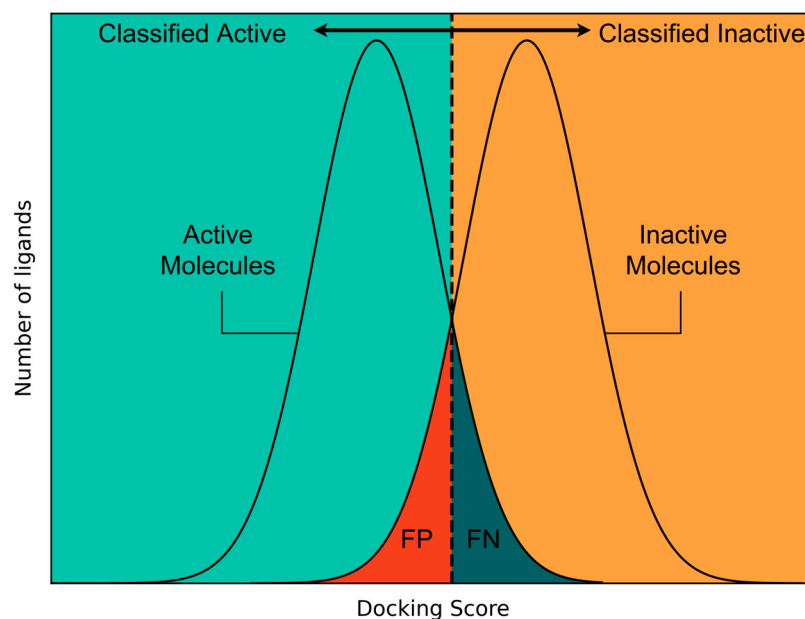 Classified Active
Classified Inactive
Active
Molecules
Inactive
Molecules
Number of ligands
FP
FN
Docking Score